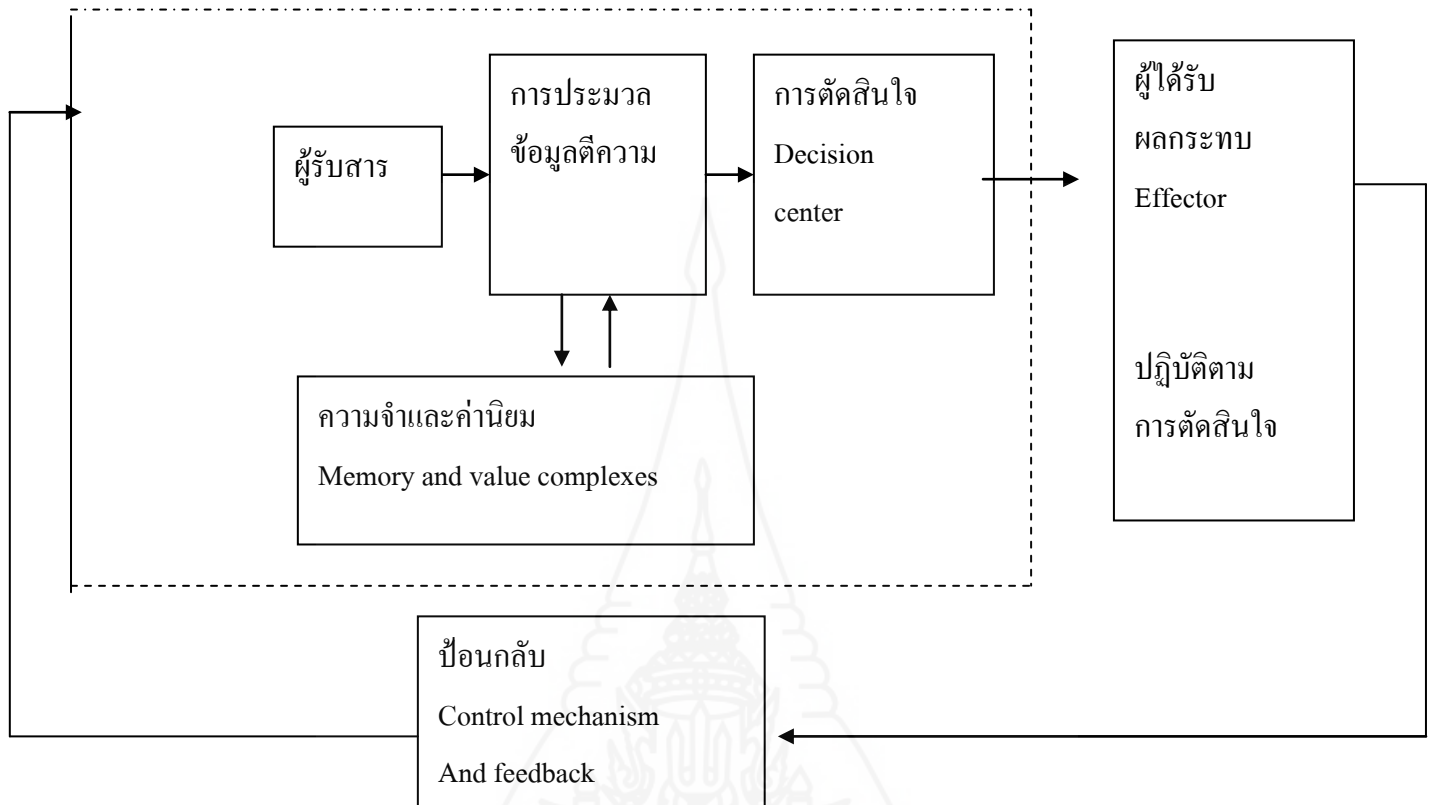 ผู้รับสาร
การประมวล
ข้อมูลตีความ
การตัดสินใจ
Decision
center
ผู้ได้รับ
ผลกระทบ
Effector
ปฏิบัติตาม
การตัดสินใจ
ความจำและค่านิยม
Memory and value complexes
ป้อนกลับ
Control mechanism
And feedback